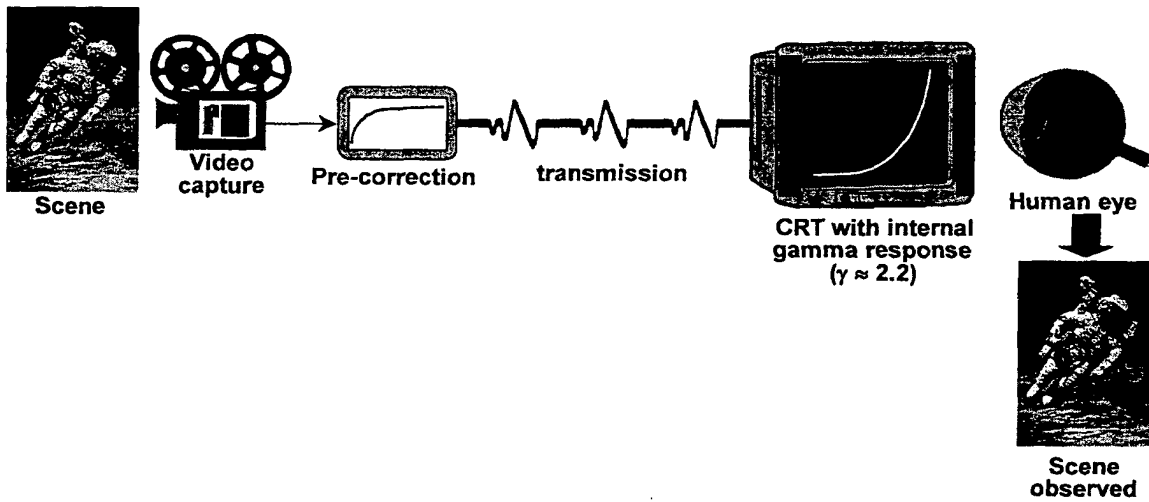 Scene
Video
capture
Pre-correction
transmission
CRT with internal
gamma response
(γ ≈ 2.2)
Human eye
Scene
observed